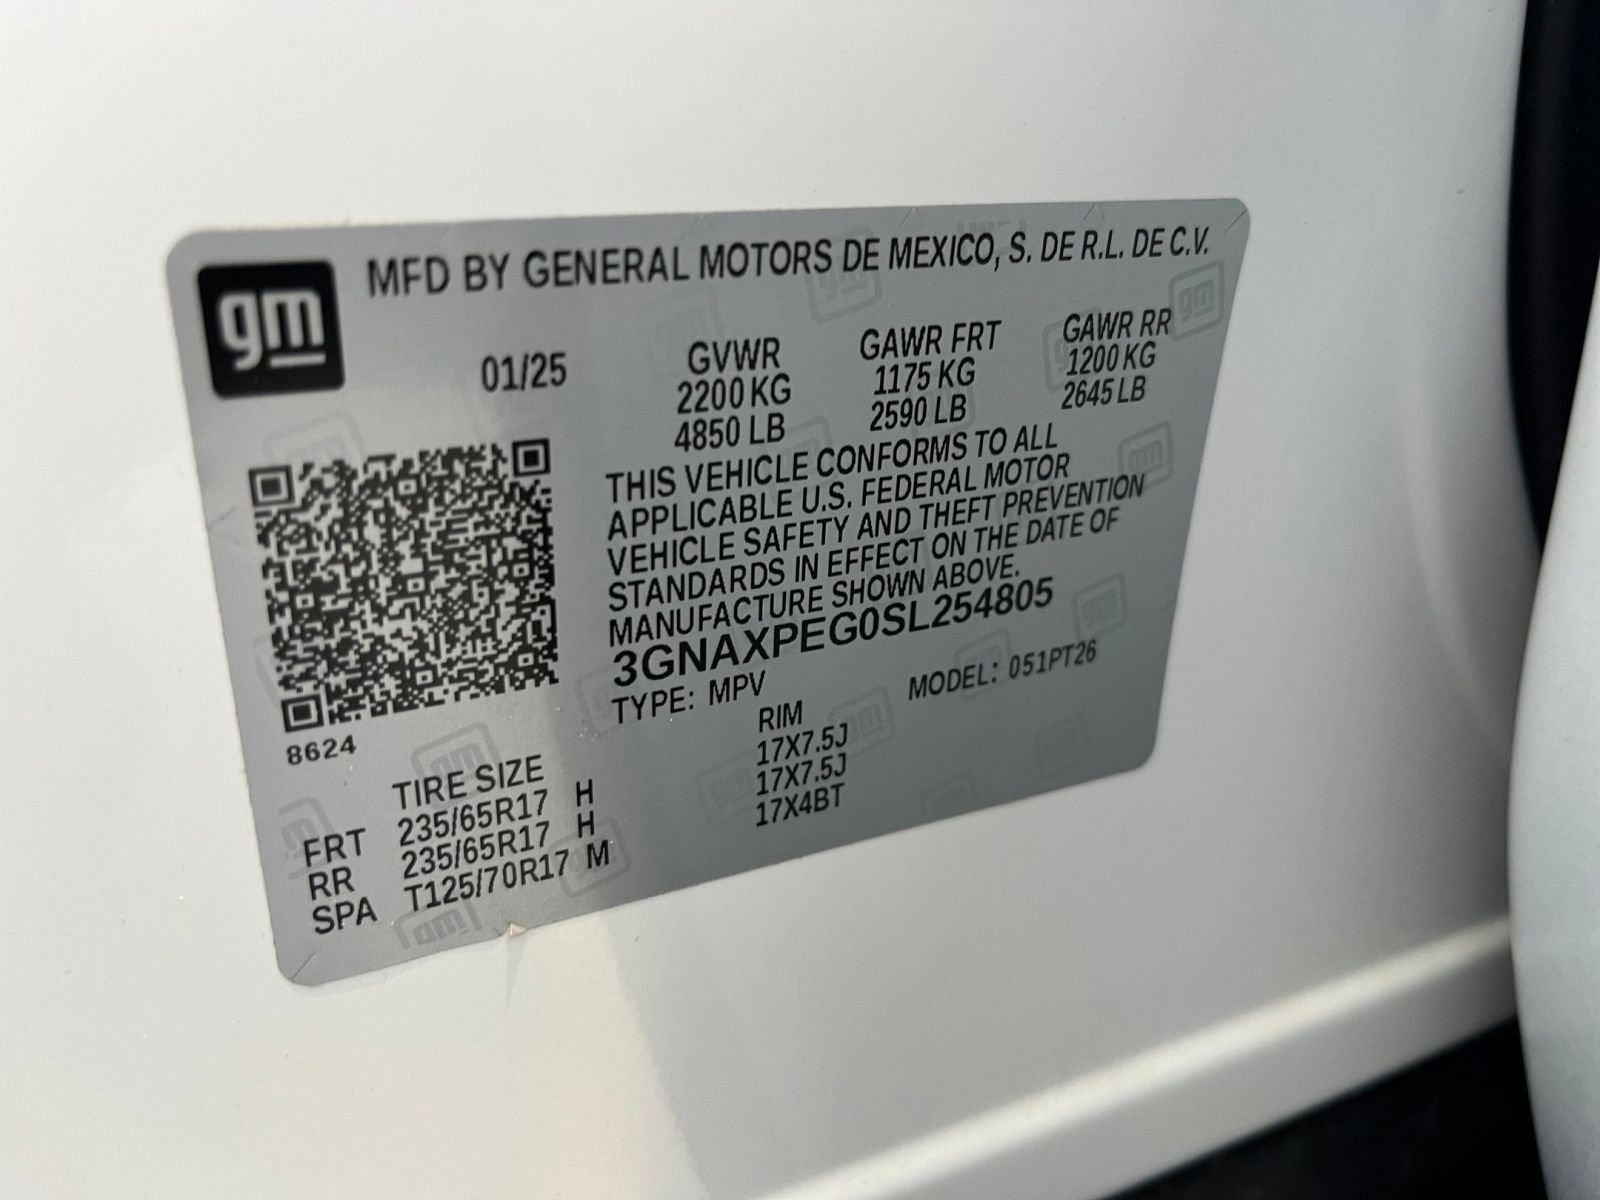 gm
MFD BY GENERAL MOTORS DE MEXICO, S. DE R.L. DE C.V.
01/25
GVWR
2200 KG
4850 LB
GAWR FRT
1175 KG
2590 LB
GAWR RR
1200 KG
2645 LB
THIS VEHICLE CONFORMS TO ALL
APPLICABLE U.S. FEDERAL MOTOR
VEHICLE SAFETY AND THEFT PREVENTION
STANDARDS IN EFFECT ON THE DATE OF
MANUFACTURE SHOWN ABOVE.
3GNAXPEG0SL254805
TYPE: MPV MODEL: 051PT26
8624
TIRE SIZE RIM
FRT 235/65R17 H 17X7.5J
RR 235/65R17 H 17X7.5J
SPA T125/70R17 M 17X4BT